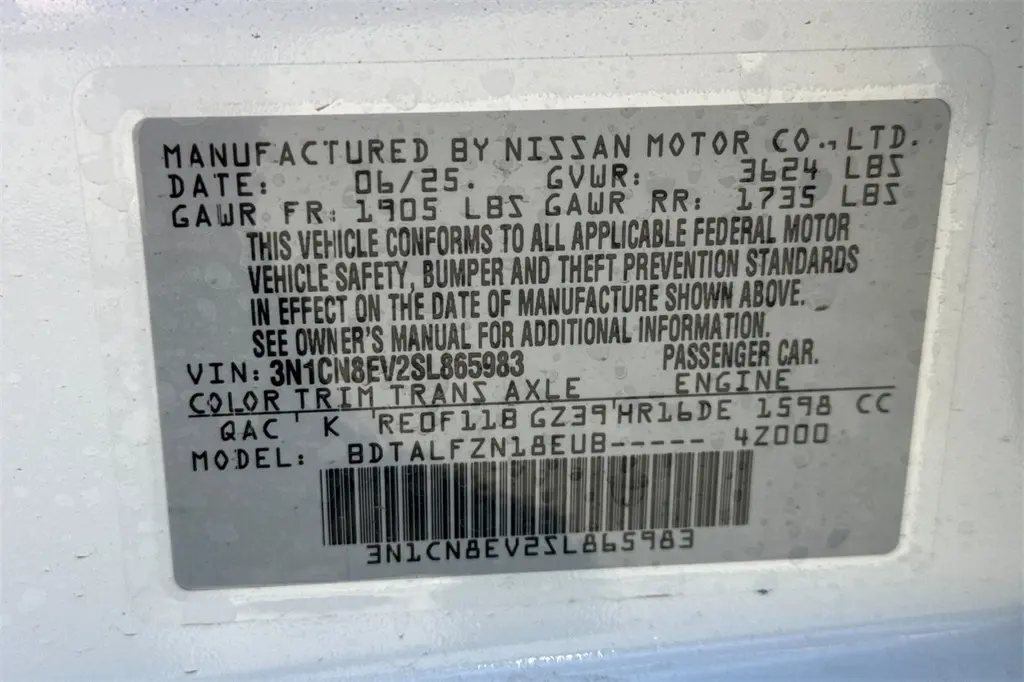 MANUFACTURED BY NISSAN MOTOR CO., LTD.
DATE: 06/25. GVWR: 3624 LBS
GAWR FR: 1905 LBS GAWR RR: 1735 LBS
THIS VEHICLE CONFORMS TO ALL APPLICABLE FEDERAL MOTOR
VEHICLE SAFETY, BUMPER AND THEFT PREVENTION STANDARDS
IN EFFECT ON THE DATE OF MANUFACTURE SHOWN ABOVE.
SEE OWNER'S MANUAL FOR ADDITIONAL INFORMATION.
VIN: 3N1CN8EV2SL865983 PASSENGER CAR.
COLOR TRIM TRANS AXLE ENGINE
QAC K RE0F11B GZ39 HR16DE 1598 CC
MODEL: BDTALFZN18EUB----- 4Z000
3N1CN8EV2SL865983